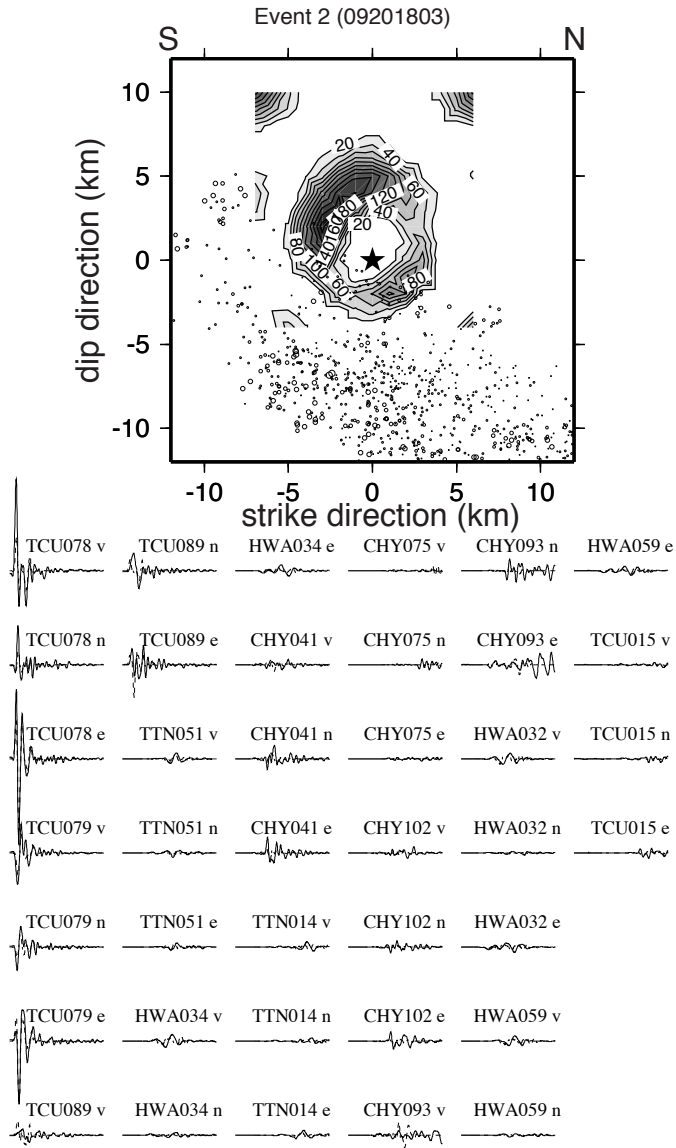 Event 2 (09201803)
S N
10
5
0
-5
-10
dip direction (km)
20
40
60
120
40
180
20
160
140
80
100
60
80
-10 -5 0 5 10
strike direction (km)
TCU078 v TCU089 n HWA034 e CHY075 v CHY093 n HWA059 e
TCU078 n TCU089 e CHY041 v CHY075 n CHY093 e TCU015 v
TCU078 e TTN051 v CHY041 n CHY075 e HWA032 v TCU015 n
TCU079 v TTN051 n CHY041 e CHY102 v HWA032 n TCU015 e
TCU079 n TTN051 e TTN014 v CHY102 n HWA032 e
TCU079 e HWA034 v TTN014 n CHY102 e HWA059 v
TCU089 v HWA034 n TTN014 e CHY093 v HWA059 n